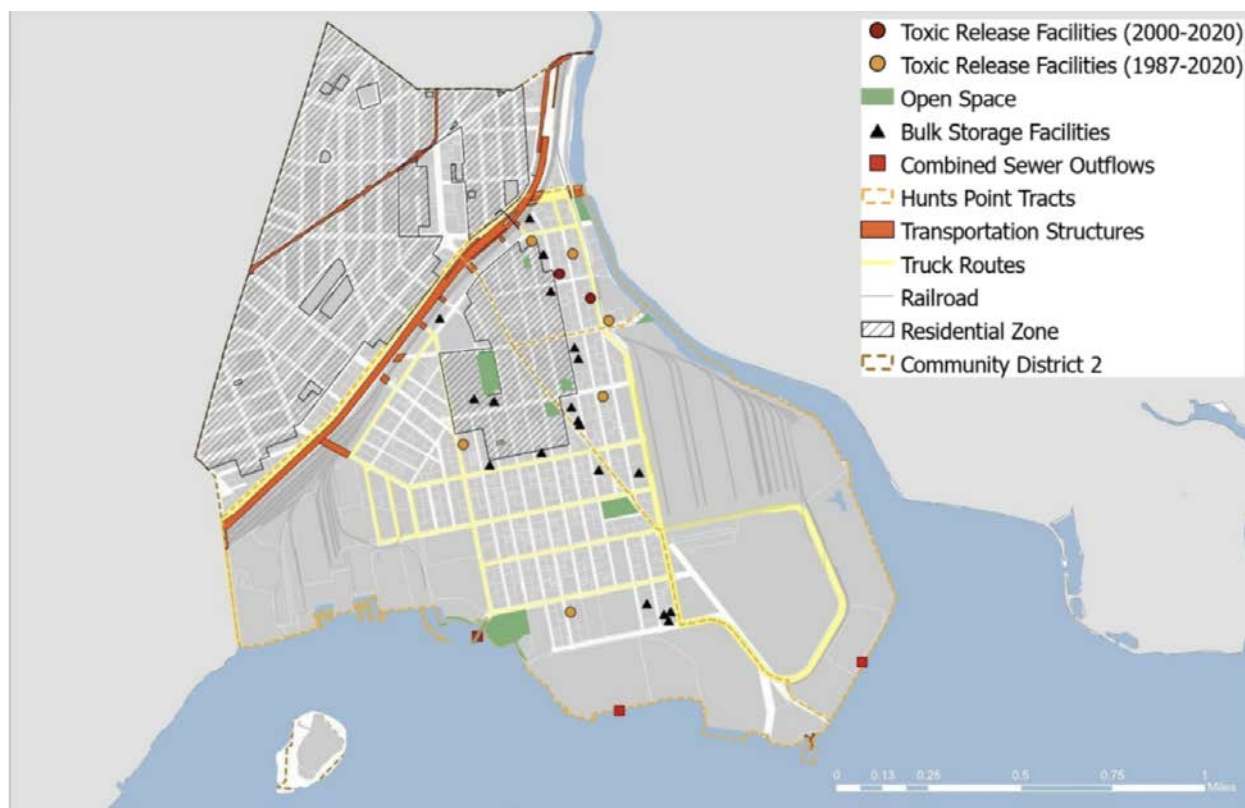 Toxic Release Facilities (2000-2020)
Toxic Release Facilities (1987-2020)
Open Space
Bulk Storage Facilities
Combined Sewer Outflows
Hunts Point Tracts
Transportation Structures
Truck Routes
Railroad
Residential Zone
Community District 2
0 0.13 0.25 0.5 0.75 1
Miles